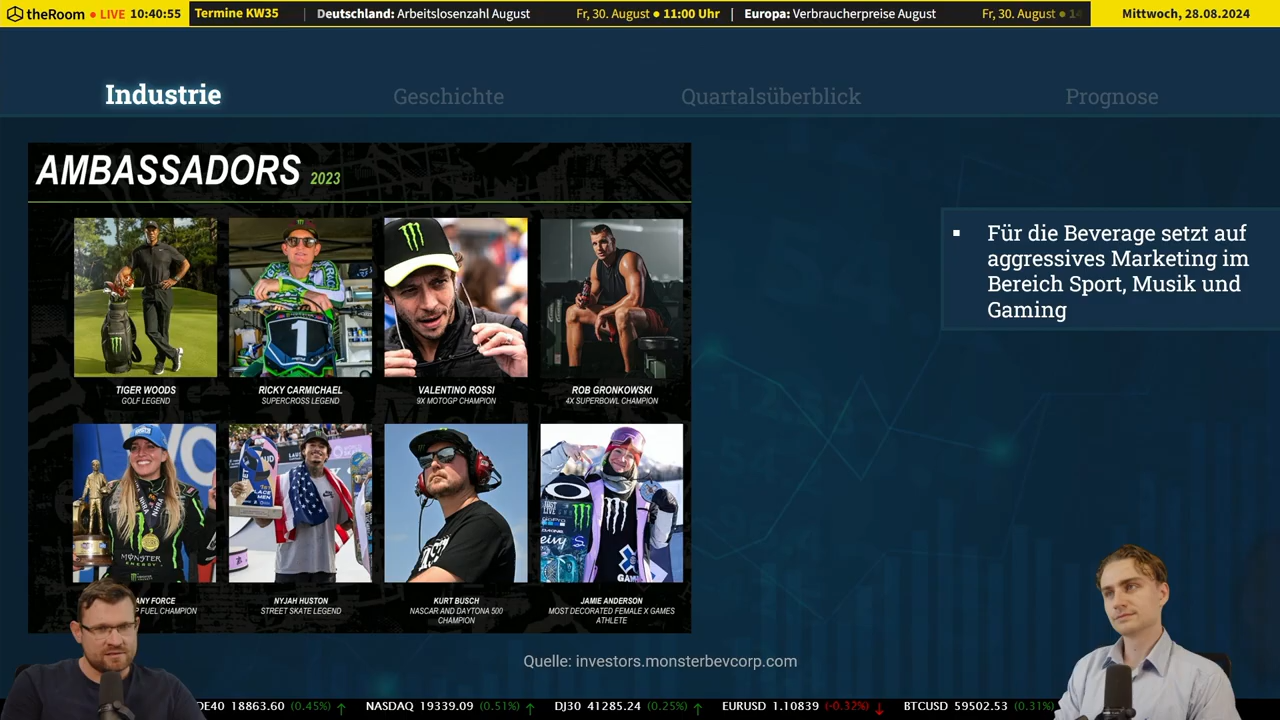 theRoom ● LIVE 10:40:55
Termine KW35 | Deutschland: Arbeitslosenzahl August Fr, 30. August ● 11:00 Uhr | Europa: Verbraucherpreise August Fr, 30. August ●
Mittwoch, 28.08.2024
Industrie
Geschichte
Quartalsüberblick
Prognose
AMBASSADORS 2023
TIGER WOODS
GOLF LEGEND
RICKY CARMICHAEL
SUPERCROSS LEGEND
VALENTINO ROSSI
9X MOTOGP CHAMPION
ROB GRONKOWSKI
4X SUPERBOWL CHAMPION
ANY FORCE
P FUEL CHAMPION
NYJAH HUSTON
STREET SKATE LEGEND
KURT BUSCH
NASCAR AND DAYTONA 500
CHAMPION
JAMIE ANDERSON
MOST DECORATED FEMALE X GAMES
ATHLETE
▪ Für die Beverage setzt auf
aggressives Marketing im
Bereich Sport, Musik und
Gaming
Quelle: investors.monsterbevcorp.com
DE40 18863.60 (0.45%) ↑ NASDAQ 19339.09 (0.51%) ↑ DJ30 41285.24 (0.25%) ↑ EURUSD 1.10839 (-0.32%) ↓ BTCUSD 59502.53 (0.31%)